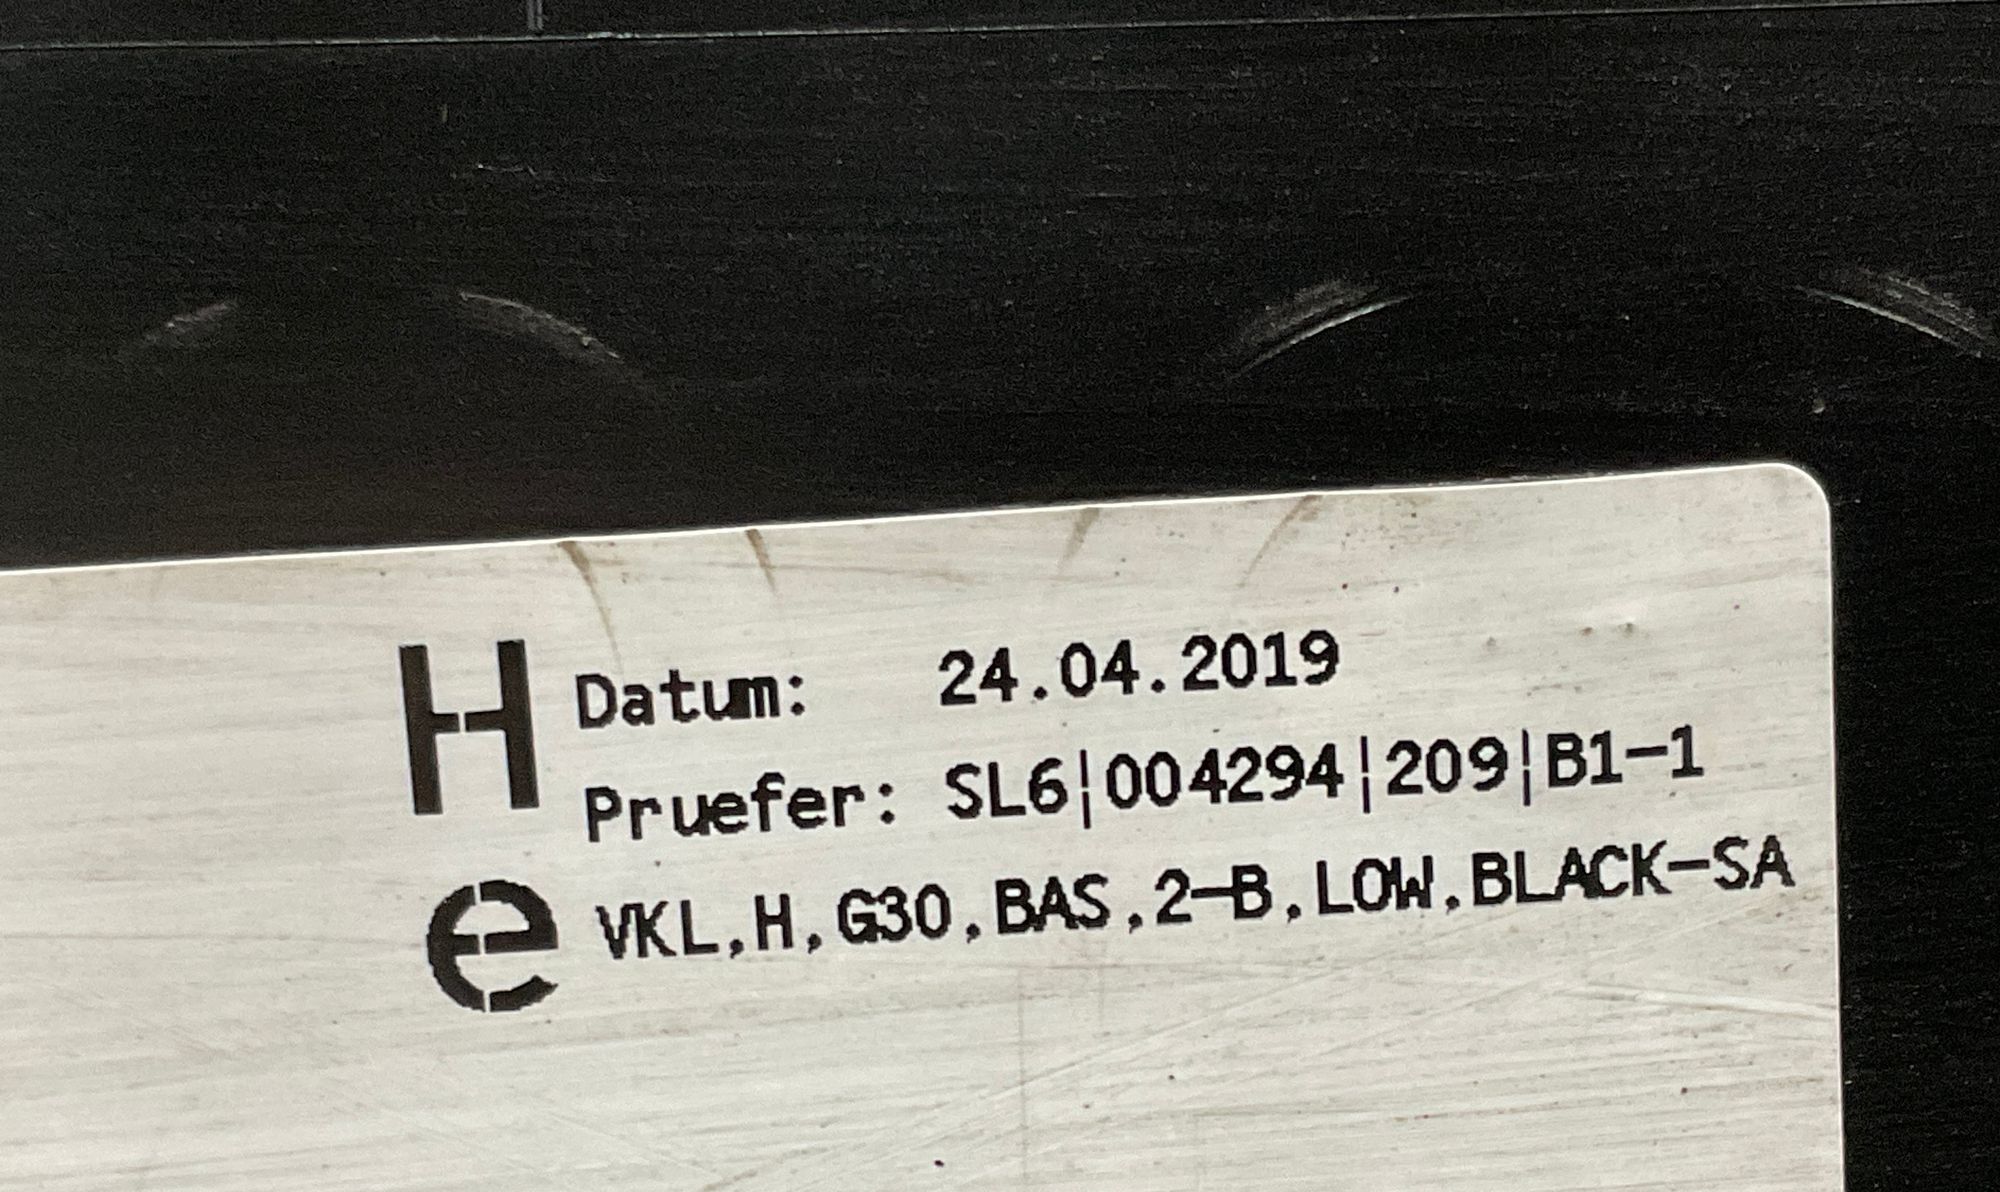 H Datum: 24.04.2019
Pruefer: SL6|004294|209|B1-1
e VKL,H,G30,BAS,2-B,LOW,BLACK-SA